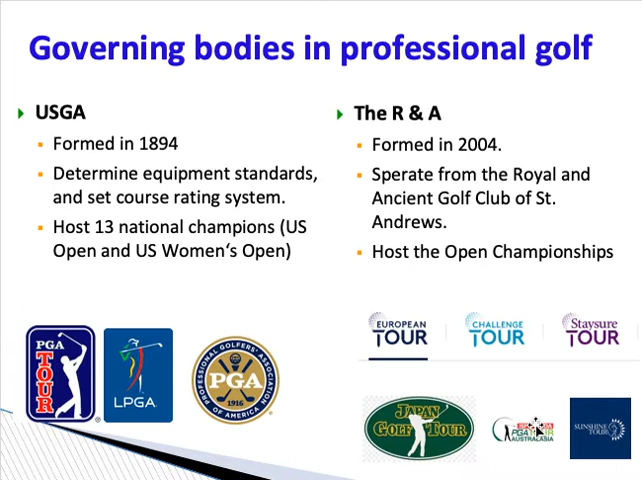 Governing bodies in professional golf
USGA
Formed in 1894
Determine equipment standards,
and set course rating system.
Host 13 national champions (US
Open and US Women‘s Open)
The R & A
Formed in 2004.
Sperate from the Royal and
Ancient Golf Club of St.
Andrews.
Host the Open Championships
PGA
TOUR
LPGA
PROFESSIONAL GOLFERS' ASSOCIATION
PGA
1916
OF AMERICA
EUROPEAN
TOUR
CHALLENGE
TOUR
Staysure
TOUR
JAPAN
GOLF TOUR
PGA
AUSTRALASIA
SUNSHINE
TOUR